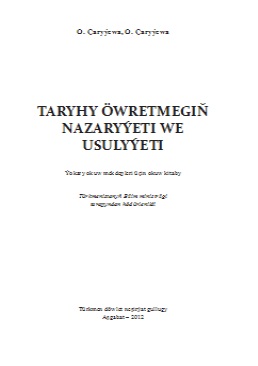 O. Çaryýewa, O. Çaryýewa
TARYHY ÖWRETMEGIŇ
NAZARYÝETI WE
USULYÝETI
Ýokary okuw mekdepleri üçin okuw kitaby
Türkmenistanyň Bilim ministrligi
tarapyndan hödürlenildi
Türkmen döwlet neşirýat gullugy
Aşgabat – 2012